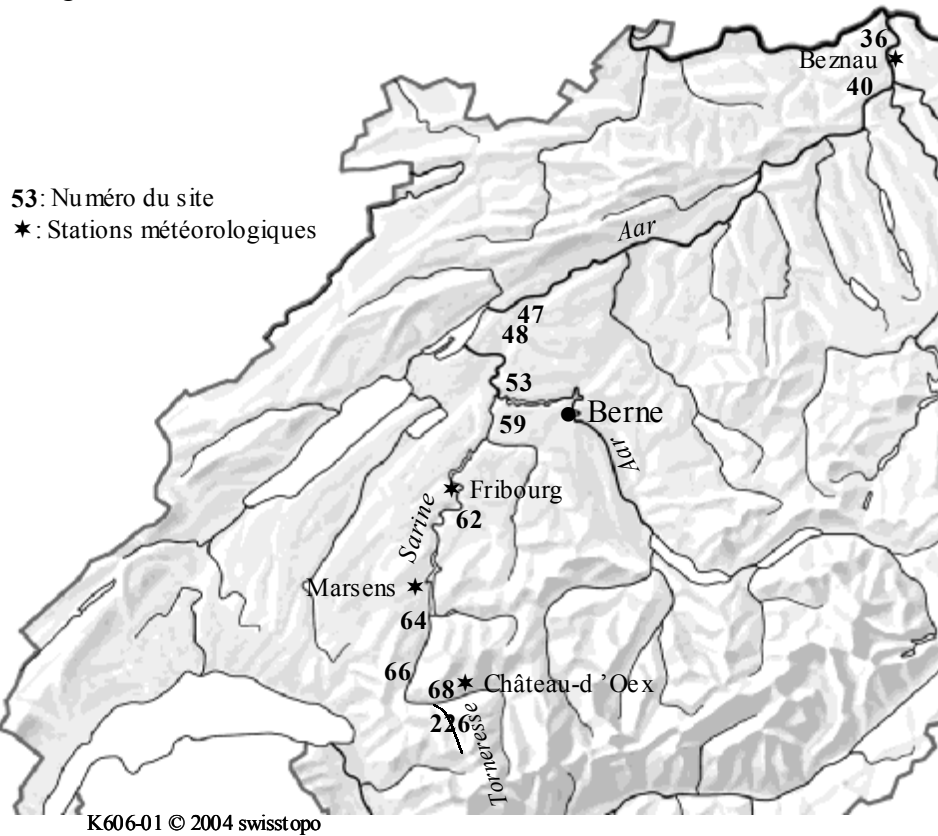 36
Beznau
40
53: Numéro du site
: Stations météorologiques
Aar
47
48
53
Berne
59
Aar
Fribourg
Sarine
62
Marsens
64
66
68
Château-d 'Oex
226
Torneresse
K606-01 © 2004 swisstopo